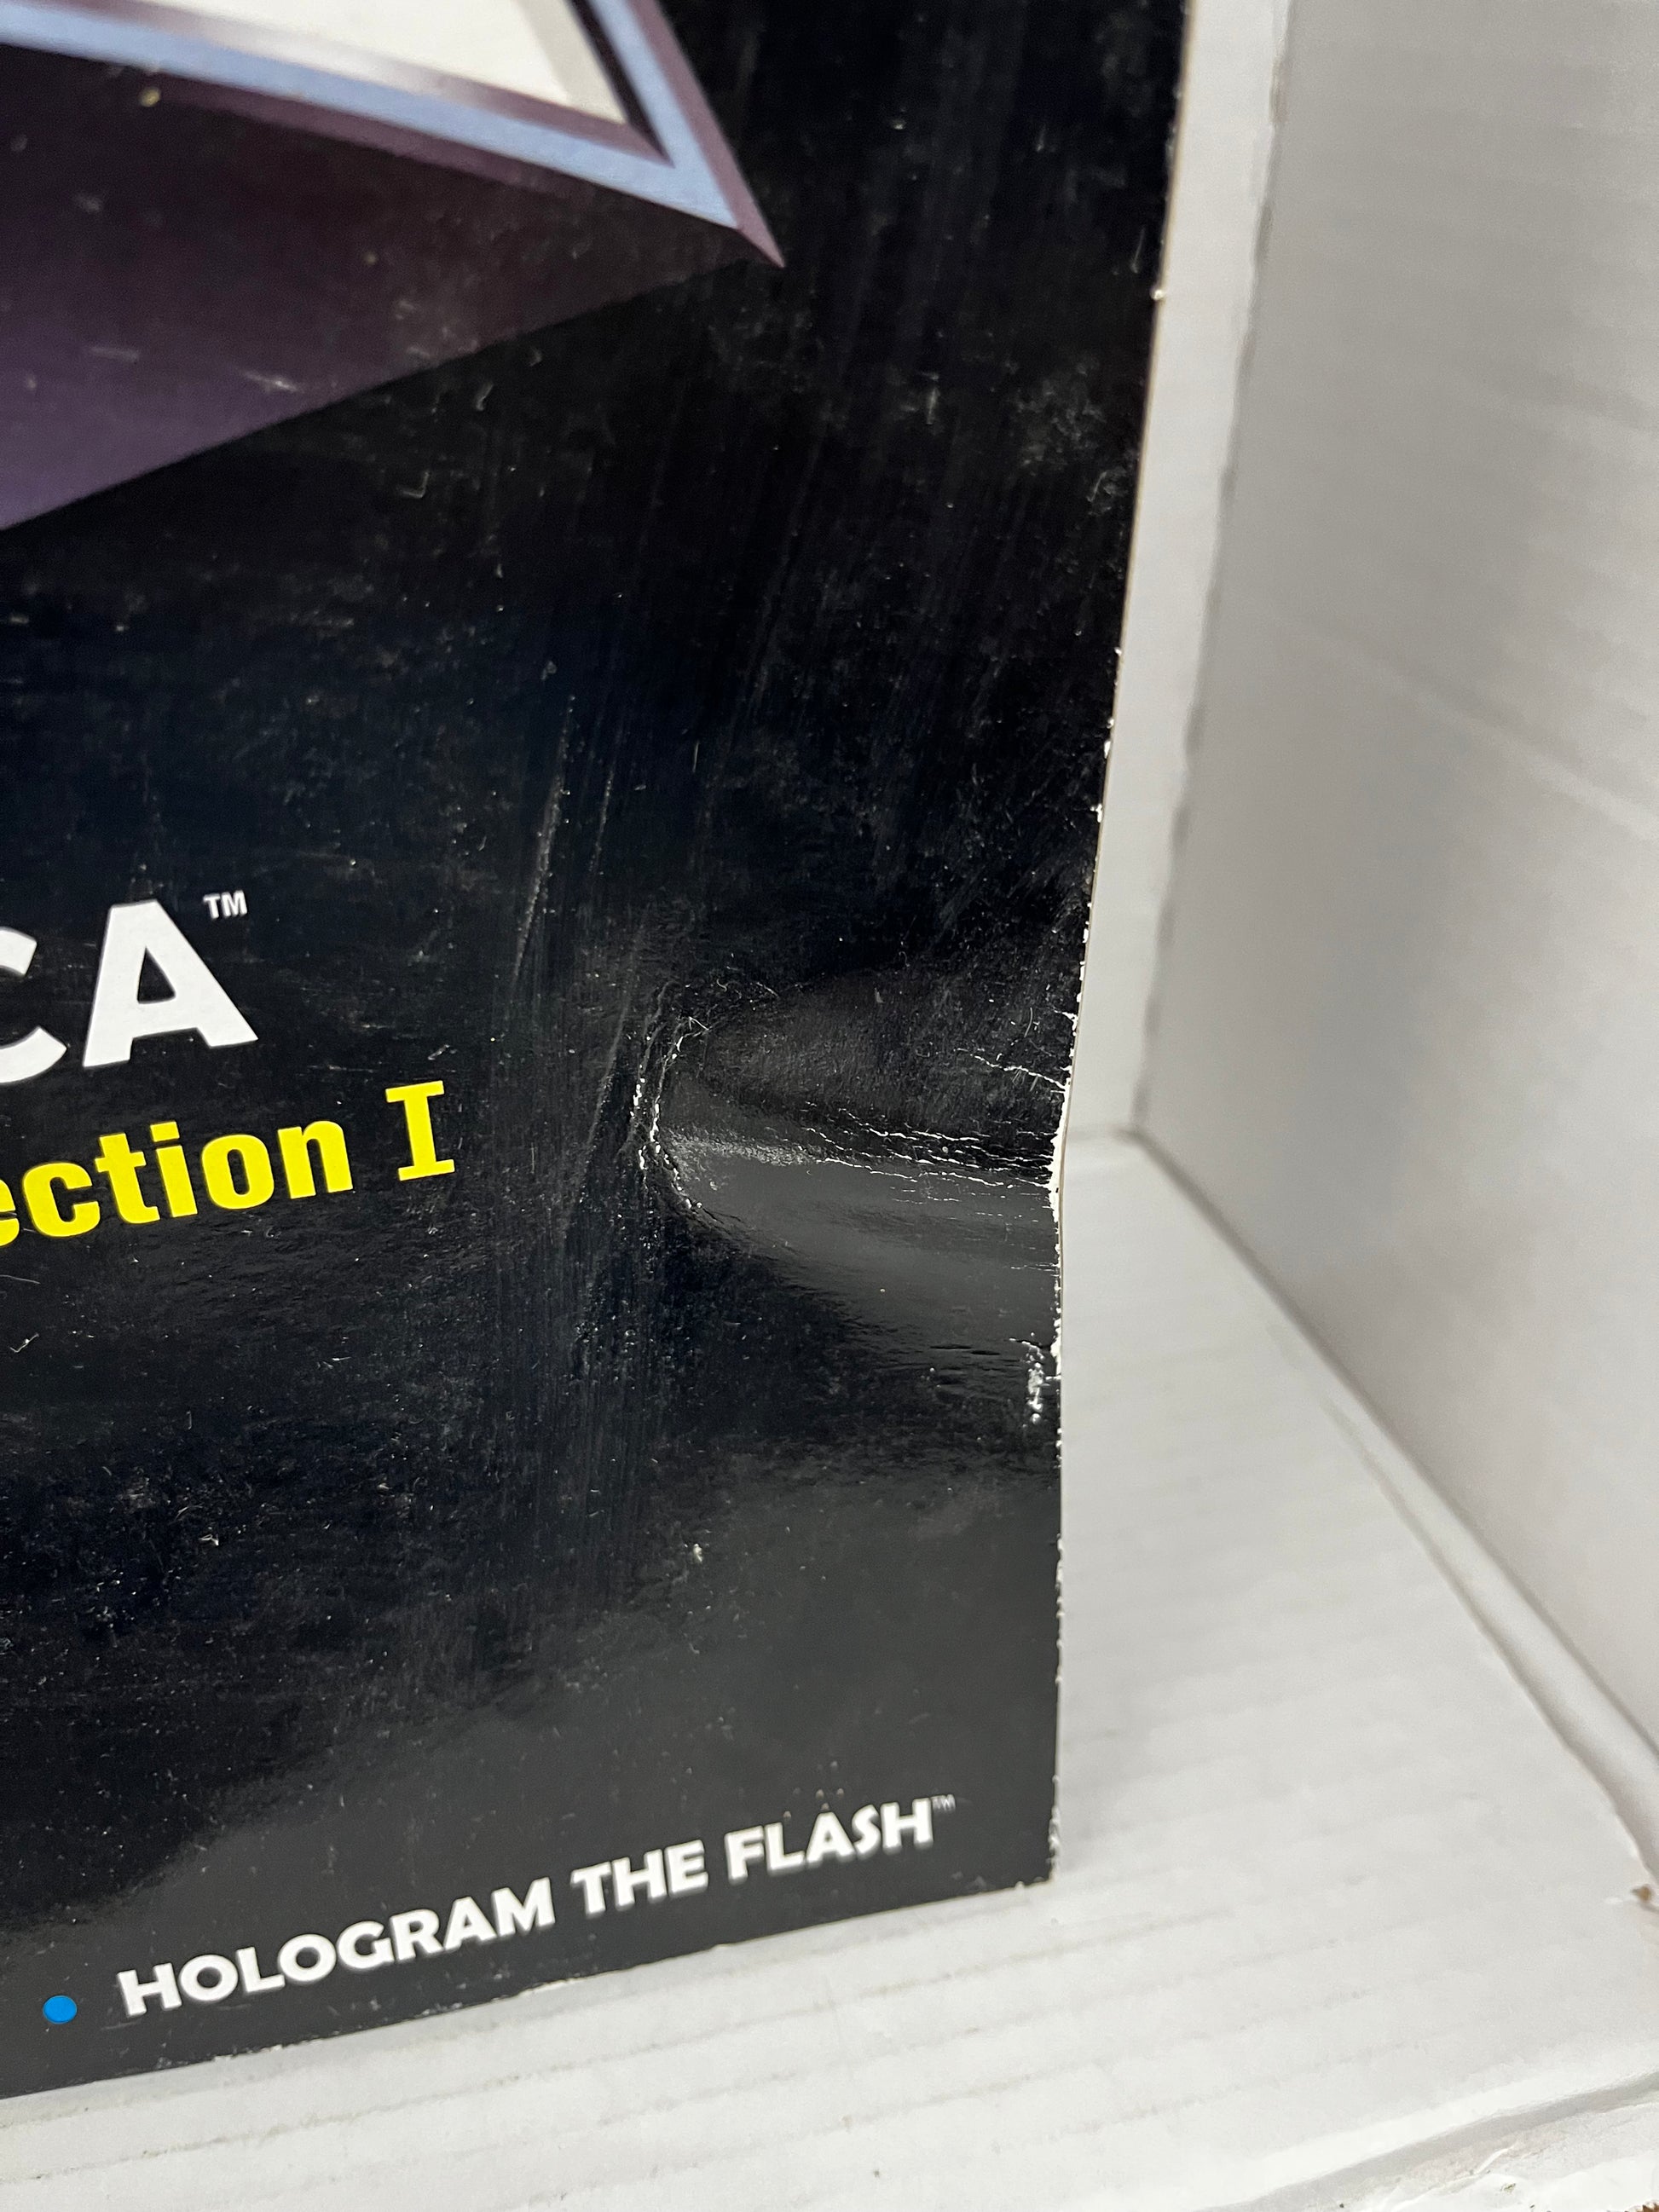 CA™
ection I
• HOLOGRAM THE FLASH™